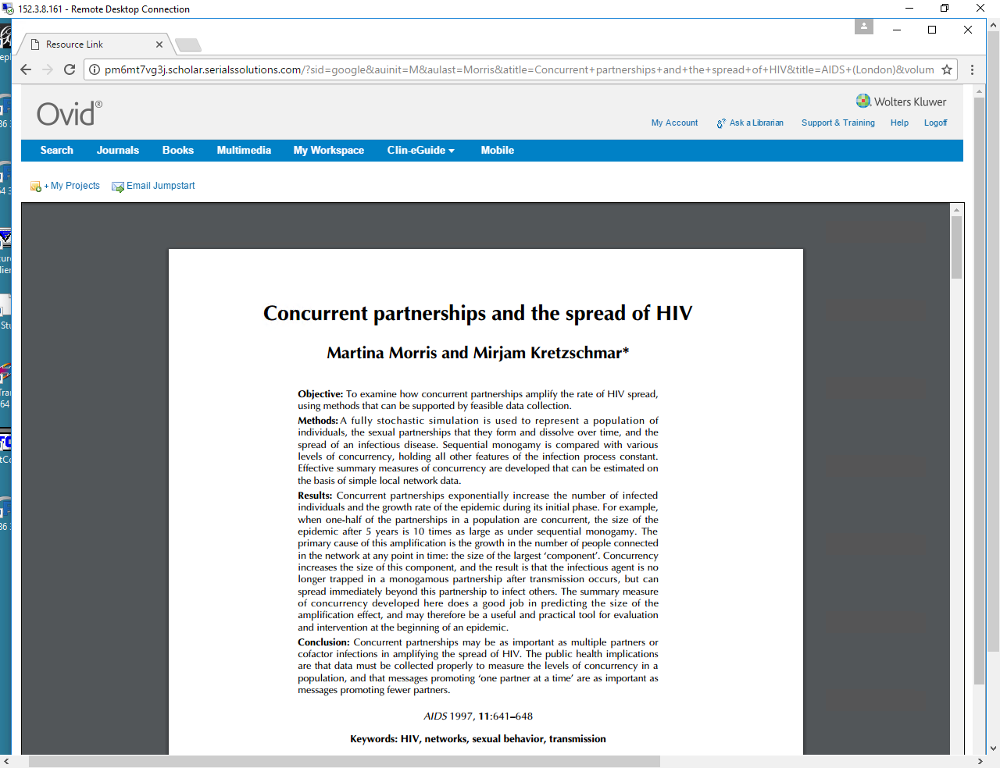 152.3.8.161 - Remote Desktop Connection
Resource Link
pm6mt7vg3j.scholar.serialssolutions.com/?sid=google&auinit=M&aulast=Morris&atitle=Concurrent+partnerships+and+the+spread+of+HIV&title=AIDS+(London)&volum
Ovid®
Wolters Kluwer
My Account
Ask a Librarian
Support & Training
Help
Logoff
Search
Journals
Books
Multimedia
My Workspace
Clin-eGuide
Mobile
+ My Projects
Email Jumpstart
Concurrent partnerships and the spread of HIV
Martina Morris and Mirjam Kretzschmar*
Objective: To examine how concurrent partnerships amplify the rate of HIV spread,
using methods that can be supported by feasible data collection.
Methods: A fully stochastic simulation is used to represent a population of
individuals, the sexual partnerships that they form and dissolve over time, and the
spread of an infectious disease. Sequential monogamy is compared with various
levels of concurrency, holding all other features of the infection process constant.
Effective summary measures of concurrency are developed that can be estimated on
the basis of simple local network data.
Results: Concurrent partnerships exponentially increase the number of infected
individuals and the growth rate of the epidemic during its initial phase. For example,
when one-half of the partnerships in a population are concurrent, the size of the
epidemic after 5 years is 10 times as large as under sequential monogamy. The
primary cause of this amplification is the growth in the number of people connected
in the network at any point in time: the size of the largest ‘component’. Concurrency
increases the size of this component, and the result is that the infectious agent is no
longer trapped in a monogamous partnership after transmission occurs, but can
spread immediately beyond this partnership to infect others. The summary measure
of concurrency developed here does a good job in predicting the size of the
amplification effect, and may therefore be a useful and practical tool for evaluation
and intervention at the beginning of an epidemic.
Conclusion: Concurrent partnerships may be as important as multiple partners or
cofactor infections in amplifying the spread of HIV. The public health implications
are that data must be collected properly to measure the levels of concurrency in a
population, and that messages promoting ‘one partner at a time’ are as important as
messages promoting fewer partners.
AIDS 1997, 11:641–648
Keywords: HIV, networks, sexual behavior, transmission